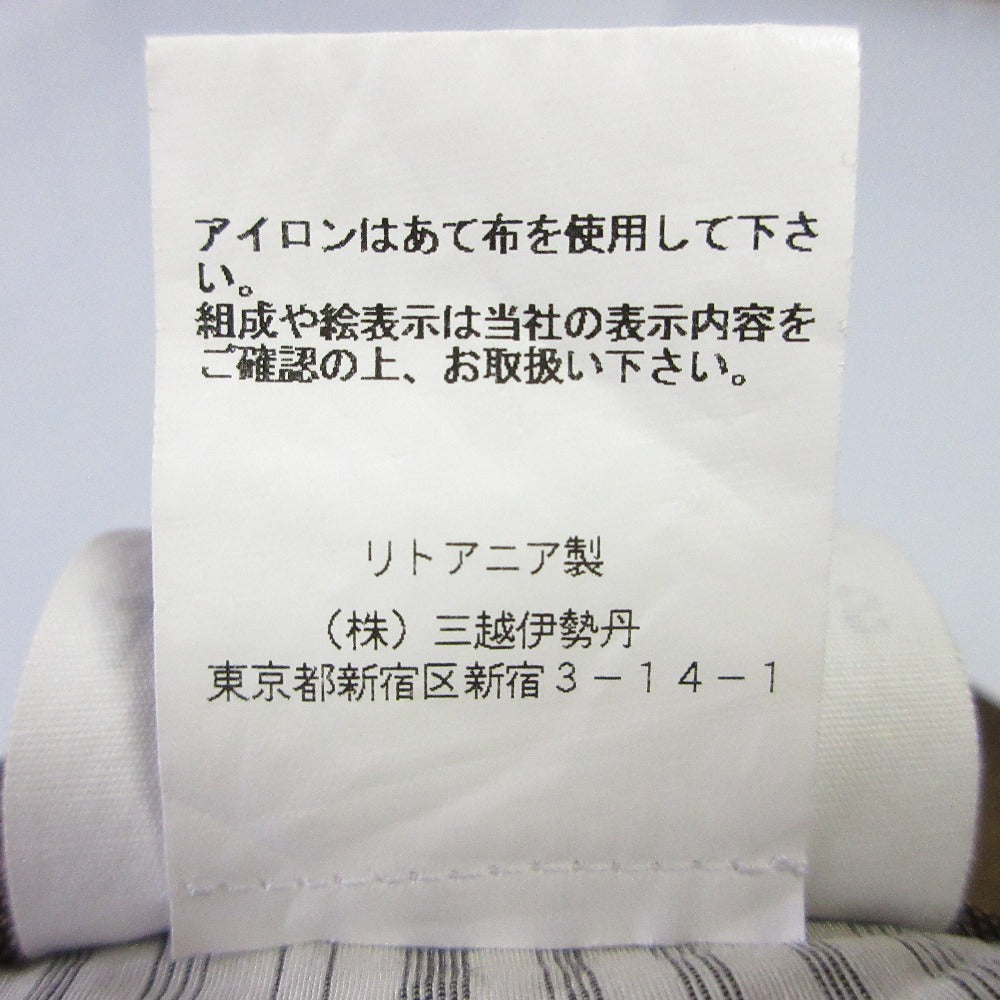 アイロンはあて布を使用して下さ
い。
組成や絵表示は当社の表示内容を
ご確認の上、お取扱い下さい。
リトアニア製
（株）三越伊勢丹
東京都新宿区新宿３－１４－１